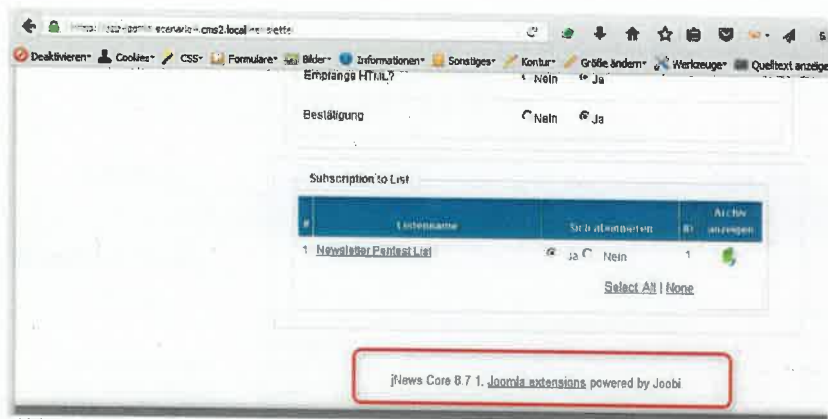 cms2.local
Deaktivieren Cookies CSS Formulare Bilder Informationen Sonstiges Kontur Größe ändern Werkzeuge Quelltext anzeige
Empfange HTML? Nein Ja
Bestätigung Nein Ja
Subscription to List
# Listenname Sich abonnieren ID Archiv anzeigen
1 Newsletter Pentest List Ja Nein 1
Select All | None
jNews Core 8.7 1. Joomla extensions powered by Joobi